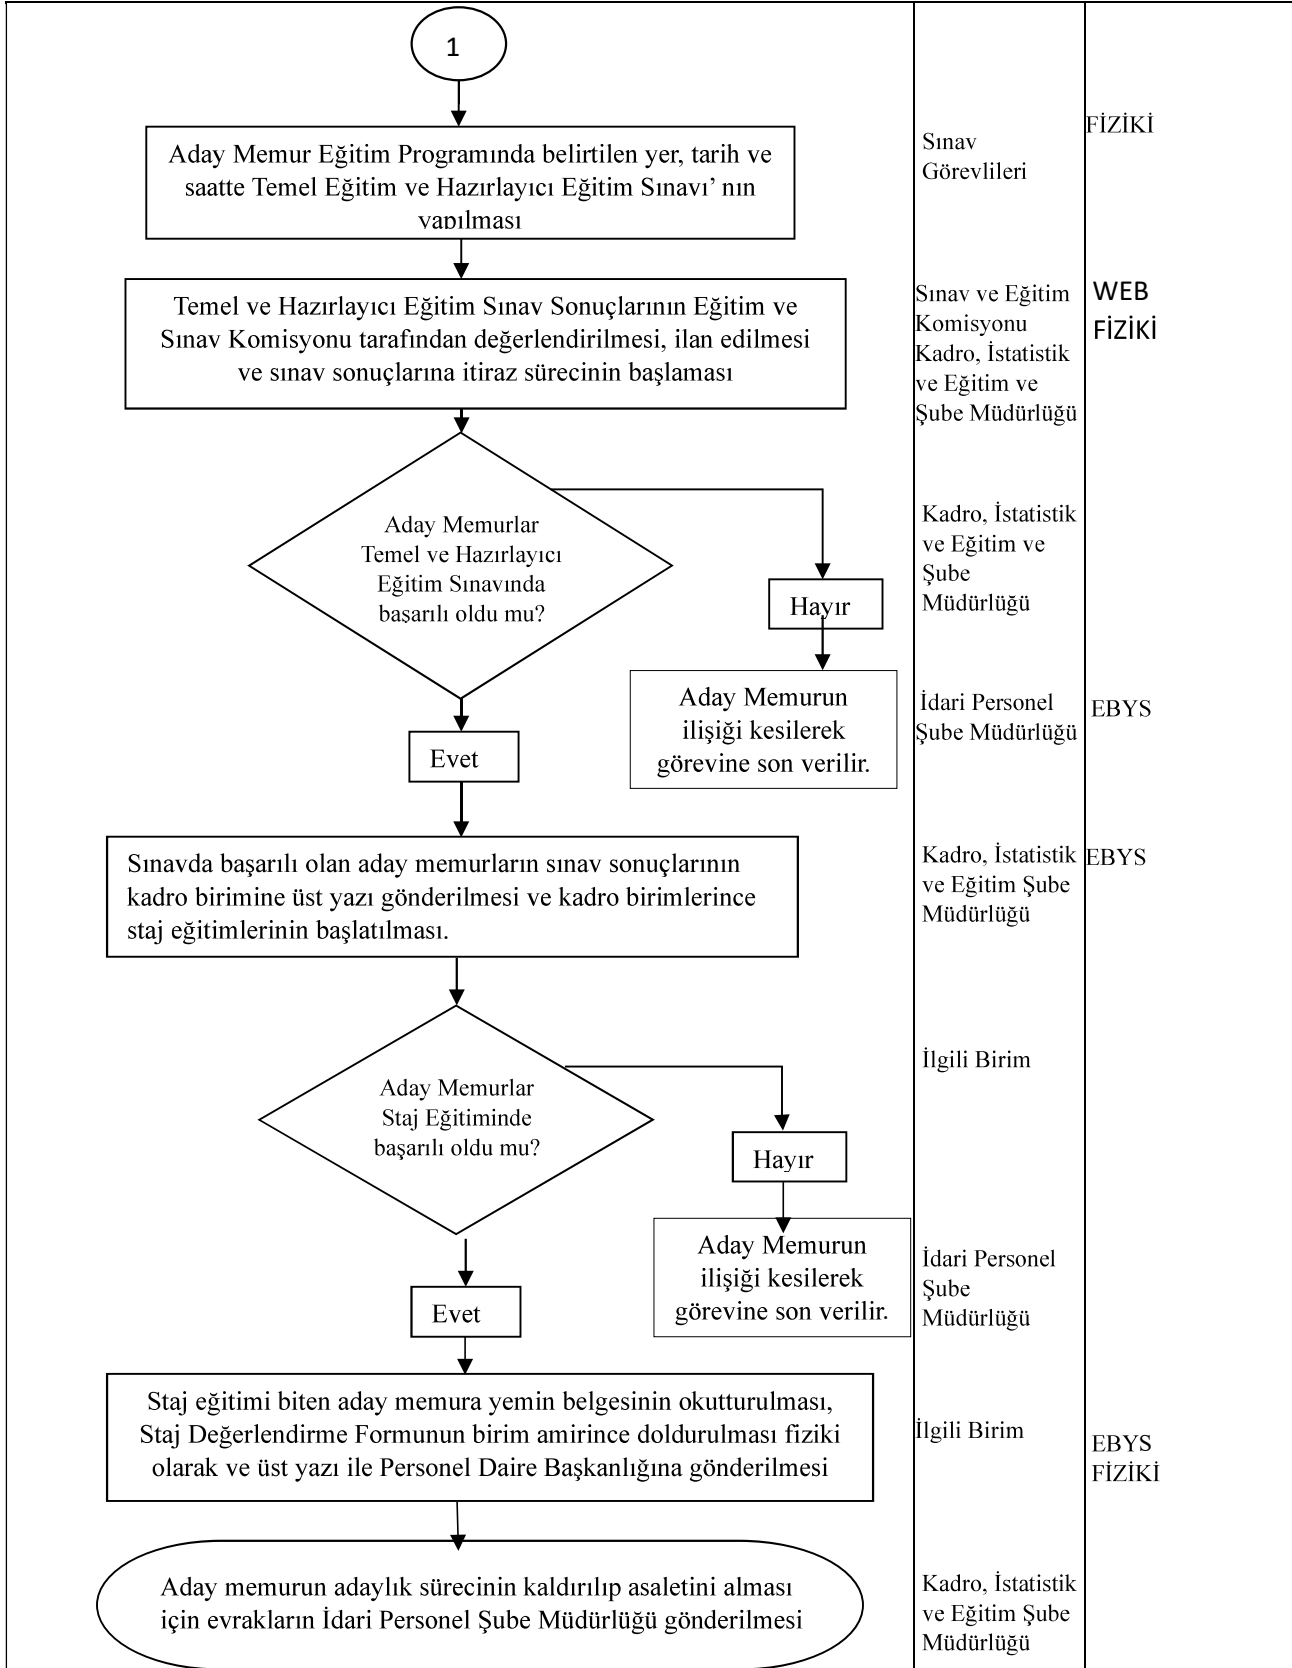 1
Aday Memur Eğitim Programında belirtilen yer, tarih ve
saatte Temel Eğitim ve Hazırlayıcı Eğitim Sınavı’ nın
yapılması
Sınav
Görevlileri
FİZİKİ
Temel ve Hazırlayıcı Eğitim Sınav Sonuçlarının Eğitim ve
Sınav Komisyonu tarafından değerlendirilmesi, ilan edilmesi
ve sınav sonuçlarına itiraz sürecinin başlaması
Sınav ve Eğitim
Komisyonu
Kadro, İstatistik
ve Eğitim ve
Şube Müdürlüğü
WEB
FİZİKİ
Aday Memurlar
Temel ve Hazırlayıcı
Eğitim Sınavında
başarılı oldu mu?
Hayır
Kadro, İstatistik
ve Eğitim ve
Şube
Müdürlüğü
Aday Memurun
ilişiği kesilerek
görevine son verilir.
İdari Personel
Şube Müdürlüğü
EBYS
Evet
Sınavda başarılı olan aday memurların sınav sonuçlarının
kadro birimine üst yazı gönderilmesi ve kadro birimlerince
staj eğitimlerinin başlatılması.
Kadro, İstatistik
ve Eğitim Şube
Müdürlüğü
EBYS
Aday Memurlar
Staj Eğitiminde
başarılı oldu mu?
İlgili Birim
Hayır
Aday Memurun
ilişiği kesilerek
görevine son verilir.
İdari Personel
Şube
Müdürlüğü
Evet
Staj eğitimi biten aday memura yemin belgesinin okutturulması,
Staj Değerlendirme Formunun birim amirince doldurulması fiziki
olarak ve üst yazı ile Personel Daire Başkanlığına gönderilmesi
İlgili Birim
EBYS
FİZİKİ
Aday memurun adaylık sürecinin kaldırılıp asaletini alması
için evrakların İdari Personel Şube Müdürlüğü gönderilmesi
Kadro, İstatistik
ve Eğitim Şube
Müdürlüğü